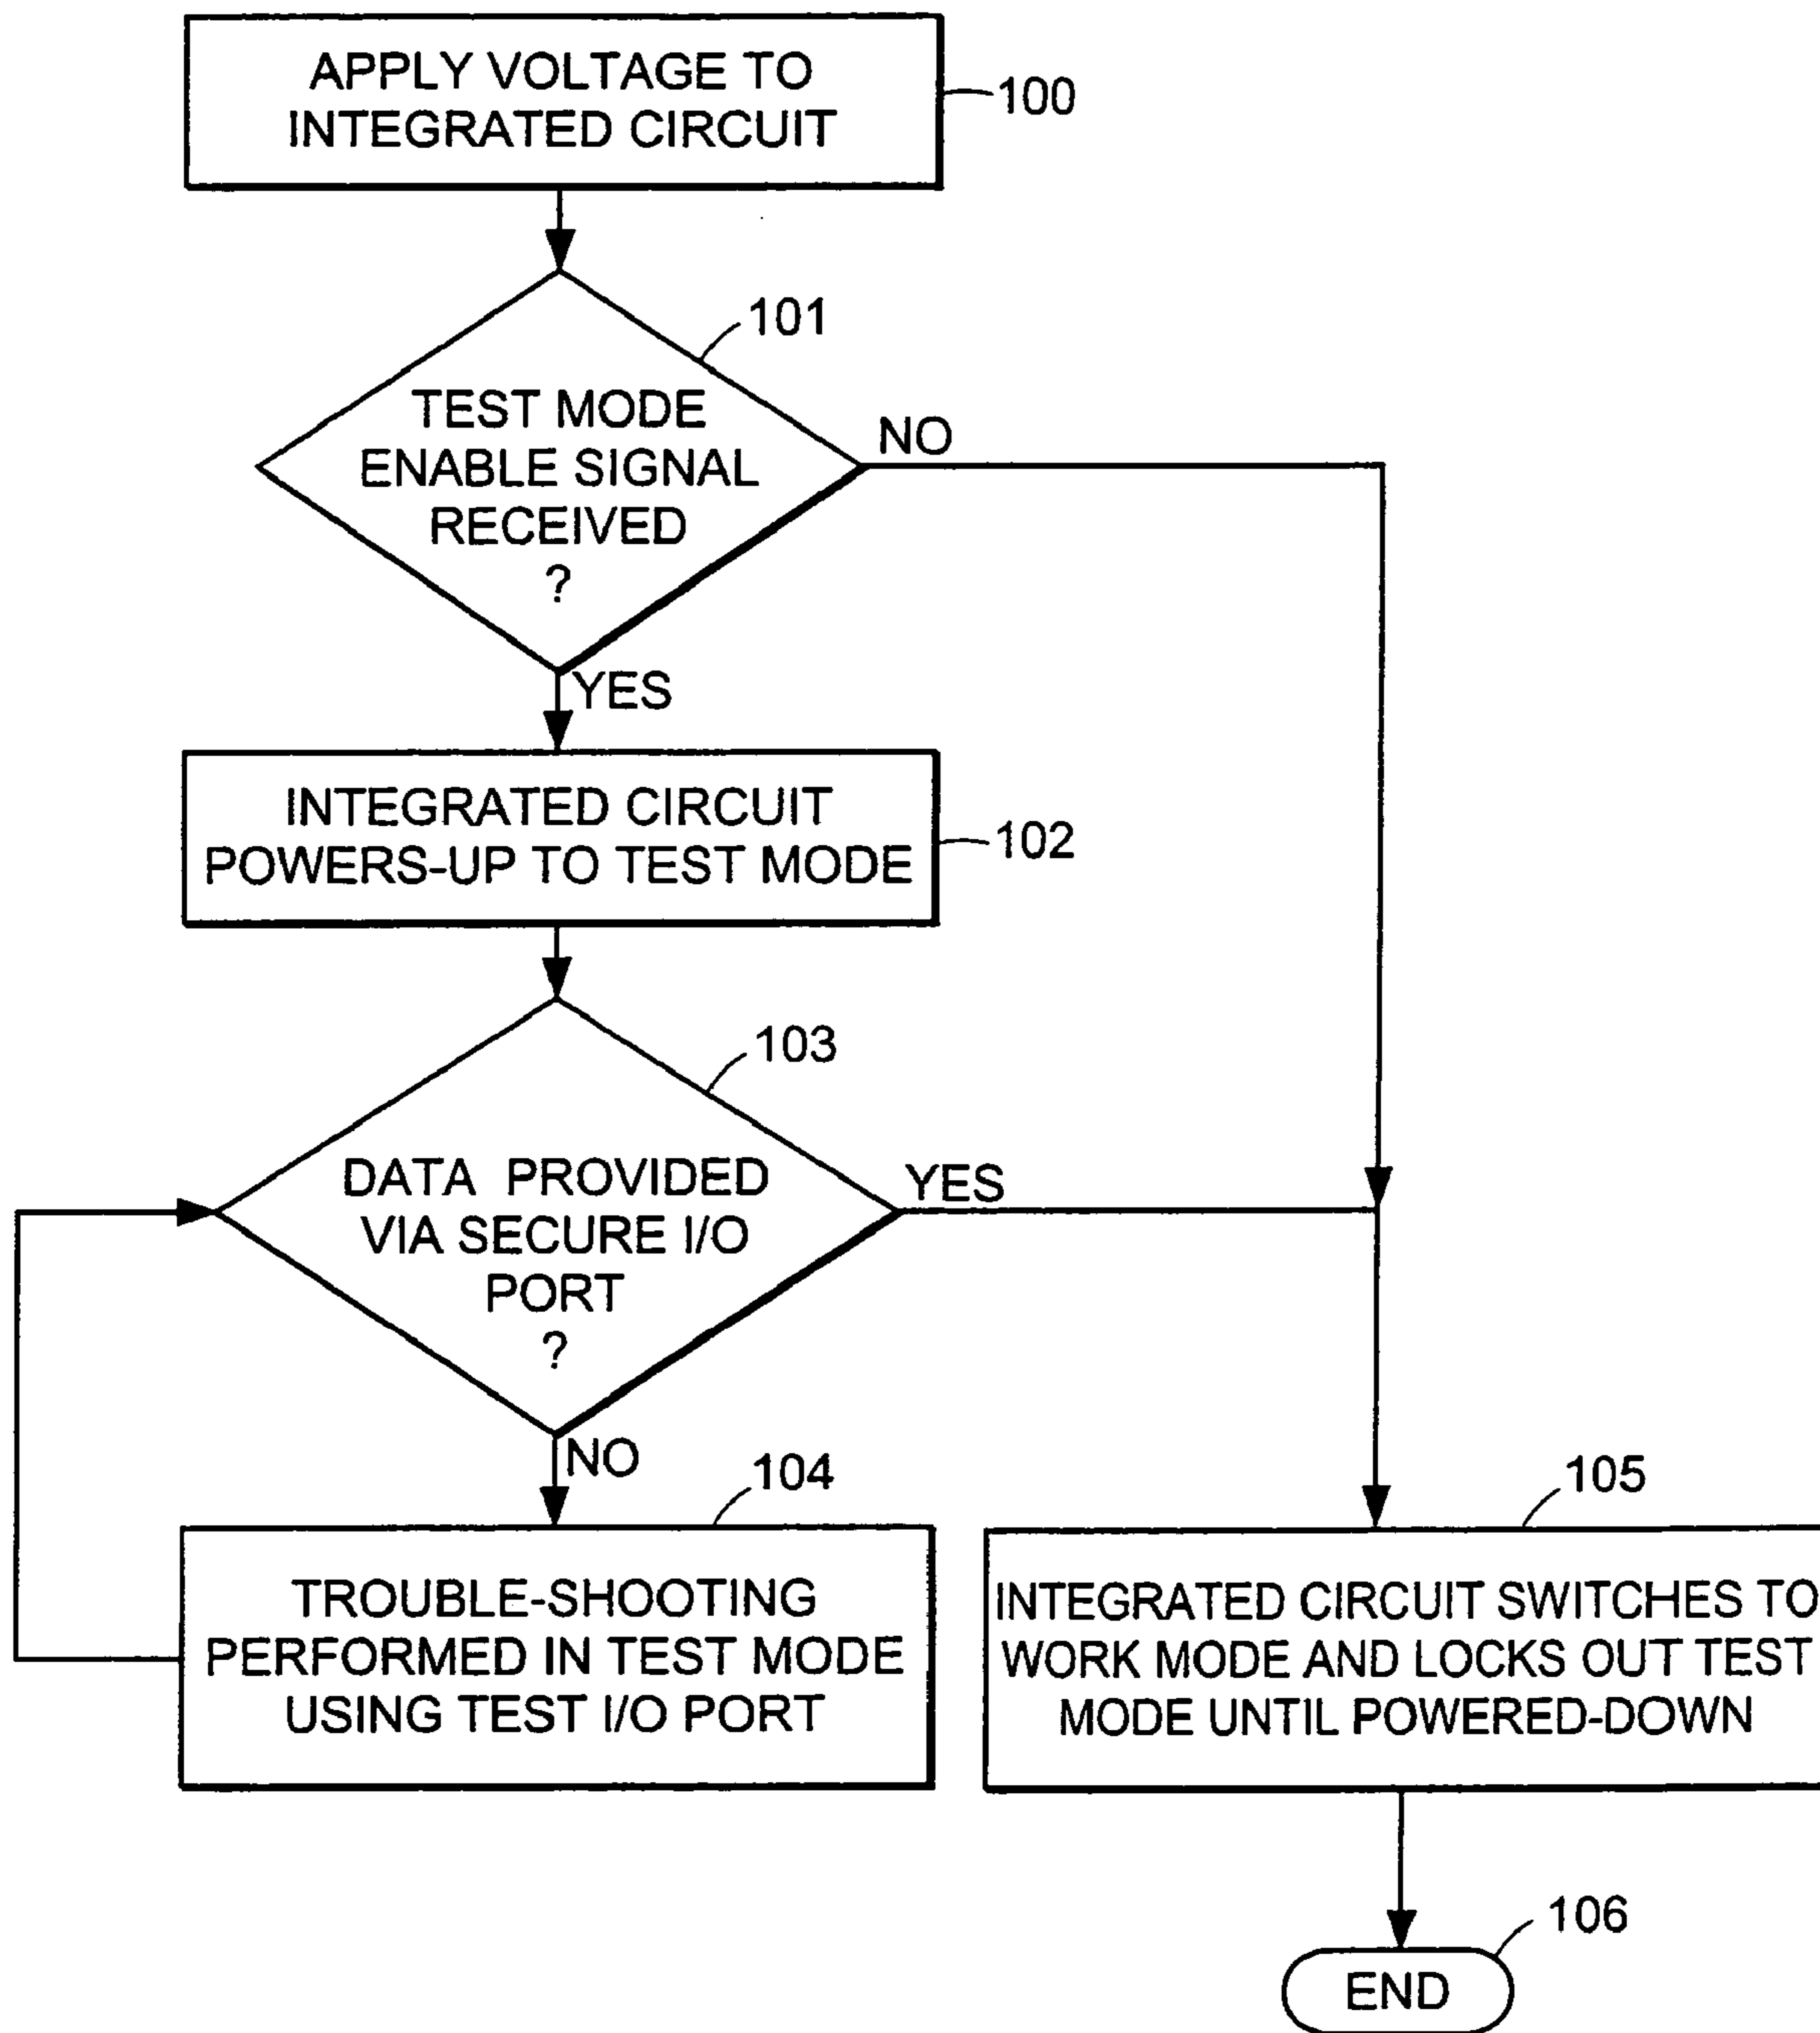 APPLY VOLTAGE TO
INTEGRATED CIRCUIT
100
101
TEST MODE
ENABLE SIGNAL
RECEIVED
?
NO
YES
INTEGRATED CIRCUIT
POWERS-UP TO TEST MODE
102
103
DATA PROVIDED
VIA SECURE I/O
PORT
?
YES
NO
104
TROUBLE-SHOOTING
PERFORMED IN TEST MODE
USING TEST I/O PORT
105
INTEGRATED CIRCUIT SWITCHES TO
WORK MODE AND LOCKS OUT TEST
MODE UNTIL POWERED-DOWN
106
END